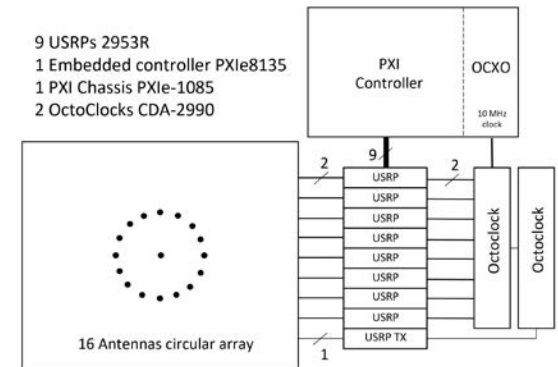 9 USRPs 2953R
1 Embedded controller PXIe8135
1 PXI Chassis PXIe-1085
2 OctoClocks CDA-2990
PXI
Controller
OCXO
10 MHz
clock
9
2
2
USRP
USRP
USRP
USRP
USRP
USRP
USRP
USRP
USRP TX
1
Octoclock
Octoclock
16 Antennas circular array